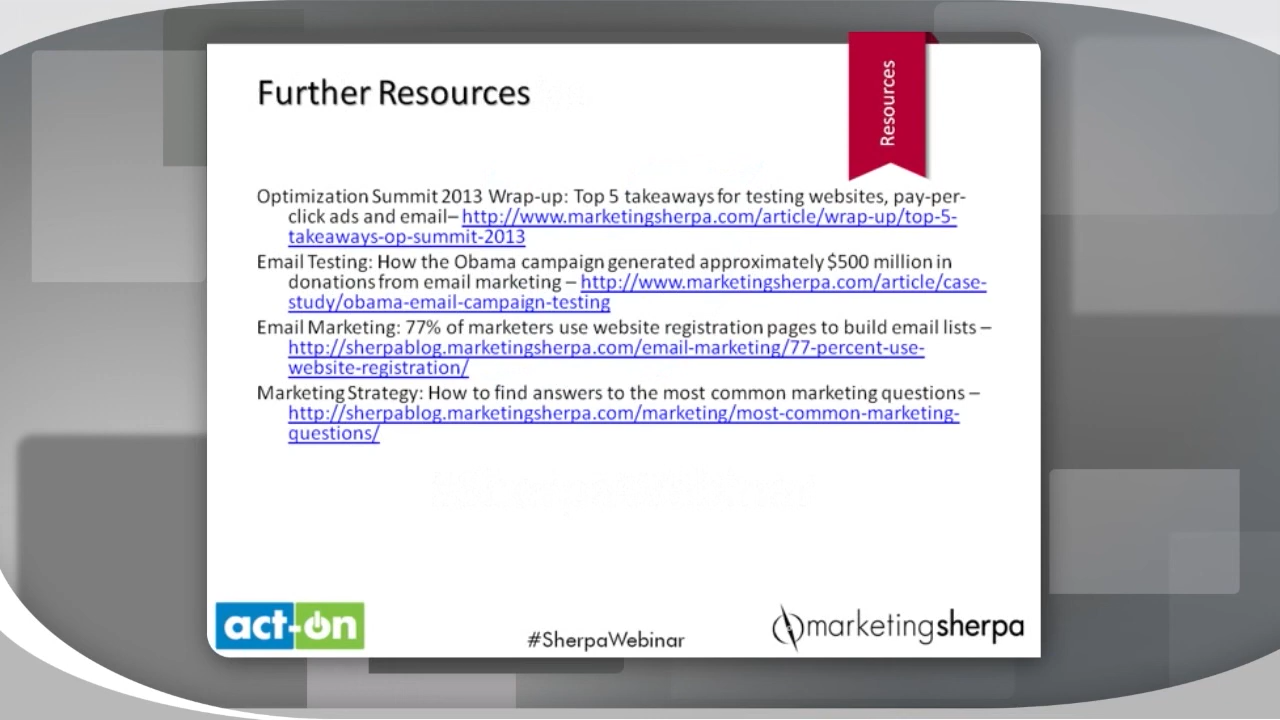 Further Resources
Resources
Optimization Summit 2013 Wrap-up: Top 5 takeaways for testing websites, pay-per-
click ads and email– http://www.marketingsherpa.com/article/wrap-up/top-5-
takeaways-op-summit-2013
Email Testing: How the Obama campaign generated approximately $500 million in
donations from email marketing – http://www.marketingsherpa.com/article/case-
study/obama-email-campaign-testing
Email Marketing: 77% of marketers use website registration pages to build email lists –
http://sherpablog.marketingsherpa.com/email-marketing/77-percent-use-
website-registration/
Marketing Strategy: How to find answers to the most common marketing questions –
http://sherpablog.marketingsherpa.com/marketing/most-common-marketing-
questions/
act-on
#SherpaWebinar
marketingsherpa